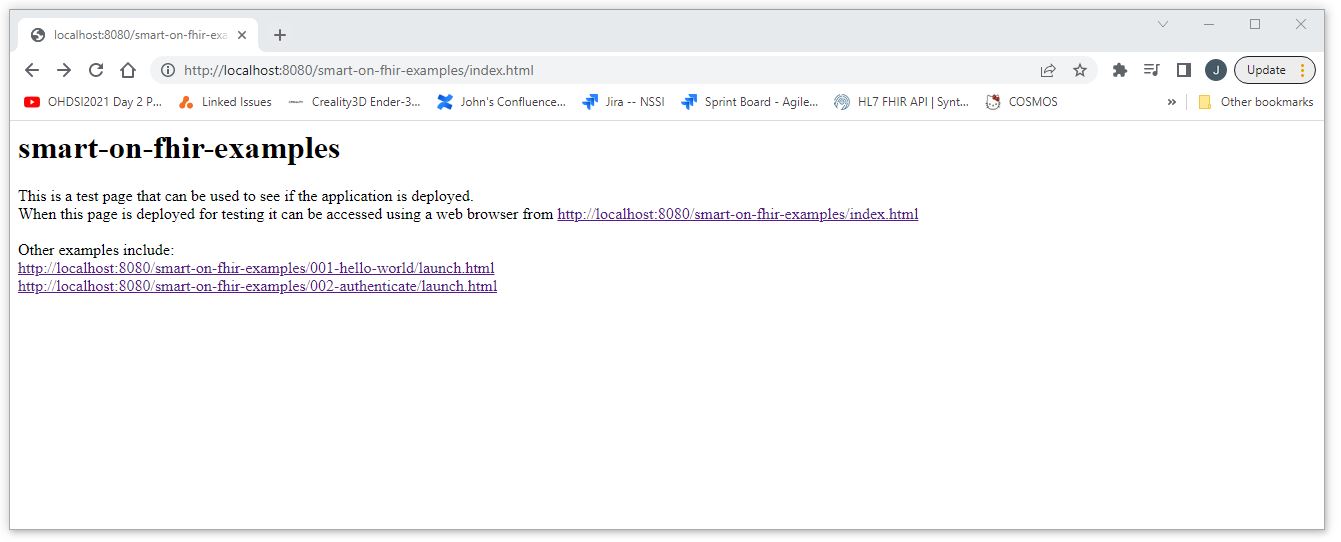 localhost:8080/smart-on-fhir-exa
http://localhost:8080/smart-on-fhir-examples/index.html
J
Update
OHDSI2021 Day 2 P...
Linked Issues
Creality3D Ender-3...
John's Confluence...
Jira -- NSSI
Sprint Board - Agile...
HL7 FHIR API | Synt...
COSMOS
»
Other bookmarks
smart-on-fhir-examples
This is a test page that can be used to see if the application is deployed.
When this page is deployed for testing it can be accessed using a web browser from http://localhost:8080/smart-on-fhir-examples/index.html
Other examples include:
http://localhost:8080/smart-on-fhir-examples/001-hello-world/launch.html
http://localhost:8080/smart-on-fhir-examples/002-authenticate/launch.html